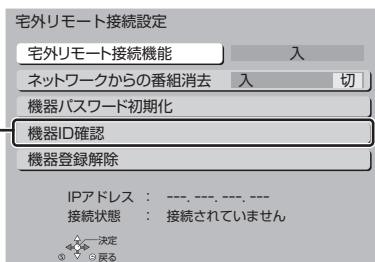 宅外リモート接続設定
宅外リモート接続機能 入
ネットワークからの番組消去 入 切
機器パスワード初期化
機器ID確認
機器登録解除
IPアドレス ： ---. ---. ---. ---
接続状態 ： 接続されていません
決定
戻る